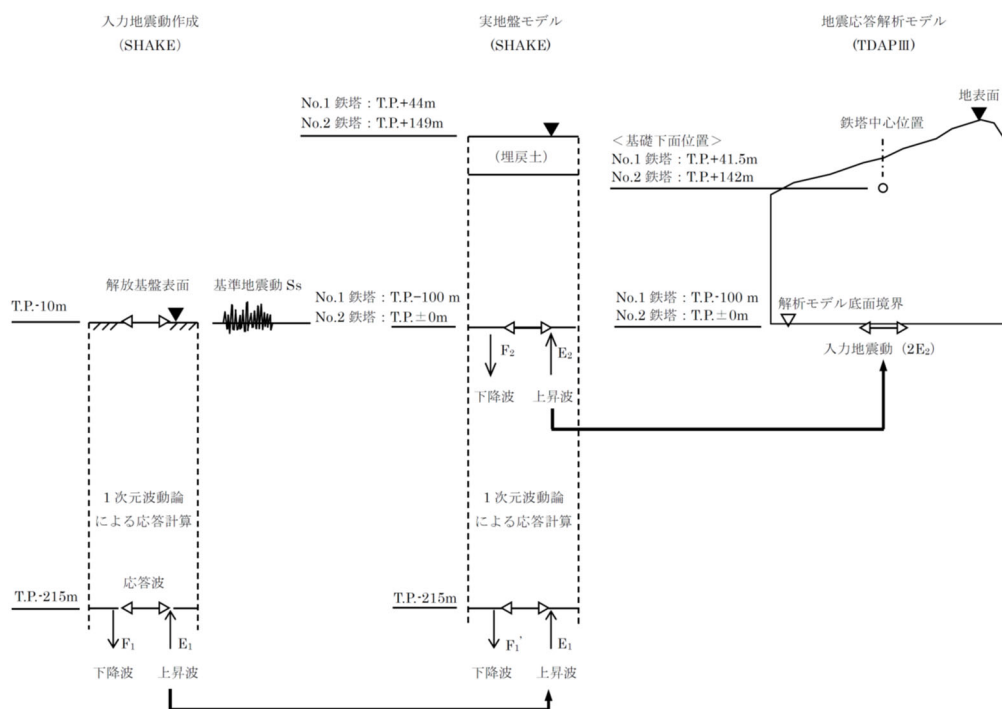 入力地震動作成
(SHAKE)
解放基盤表面
基準地震動 Ss
T.P.-10m
1次元波動論
による応答計算
応答波
T.P.-215m
F₁
E₁
下降波
上昇波
実地盤モデル
(SHAKE)
No.1 鉄塔：T.P.+44m
No.2 鉄塔：T.P.+149m
(埋戻土)
No.1 鉄塔：T.P.-100 m
No.2 鉄塔：T.P.±0m
F₂
E₂
下降波
上昇波
1次元波動論
による応答計算
T.P.-215m
F₁'
E₁
下降波
上昇波
地震応答解析モデル
(TDAPⅢ)
地表面
鉄塔中心位置
＜基礎下面位置＞
No.1 鉄塔：T.P.+41.5m
No.2 鉄塔：T.P.+142m
No.1 鉄塔：T.P.-100 m
No.2 鉄塔：T.P.±0m
解析モデル底面境界
入力地震動（2E₂）